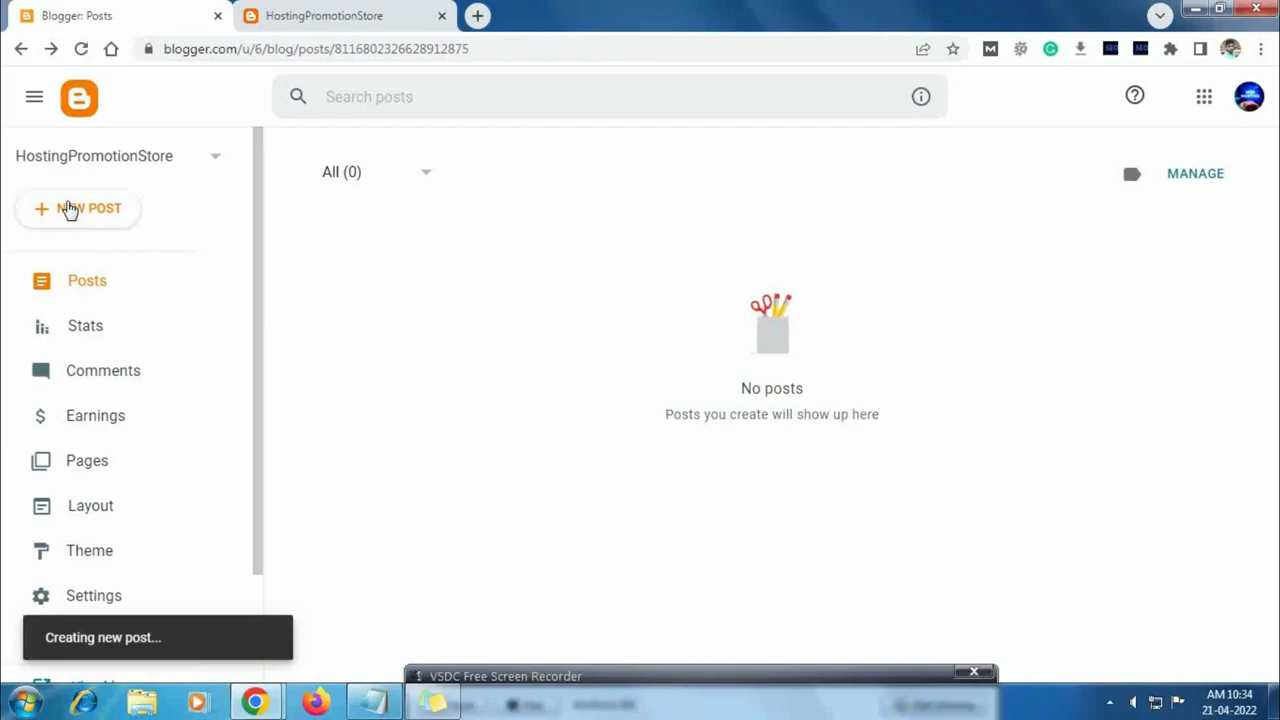 Blogger: Posts
HostingPromotionStore
blogger.com/u/6/blog/posts/8116802326628912875
M
SEO
SEO
Search posts
HostingPromotionStore
All (0)
MANAGE
NEW POST
Posts
Stats
Comments
Earnings
Pages
Layout
Theme
Settings
No posts
Posts you create will show up here
Creating new post...
VSDC Free Screen Recorder
AM 10:34
21-04-2022